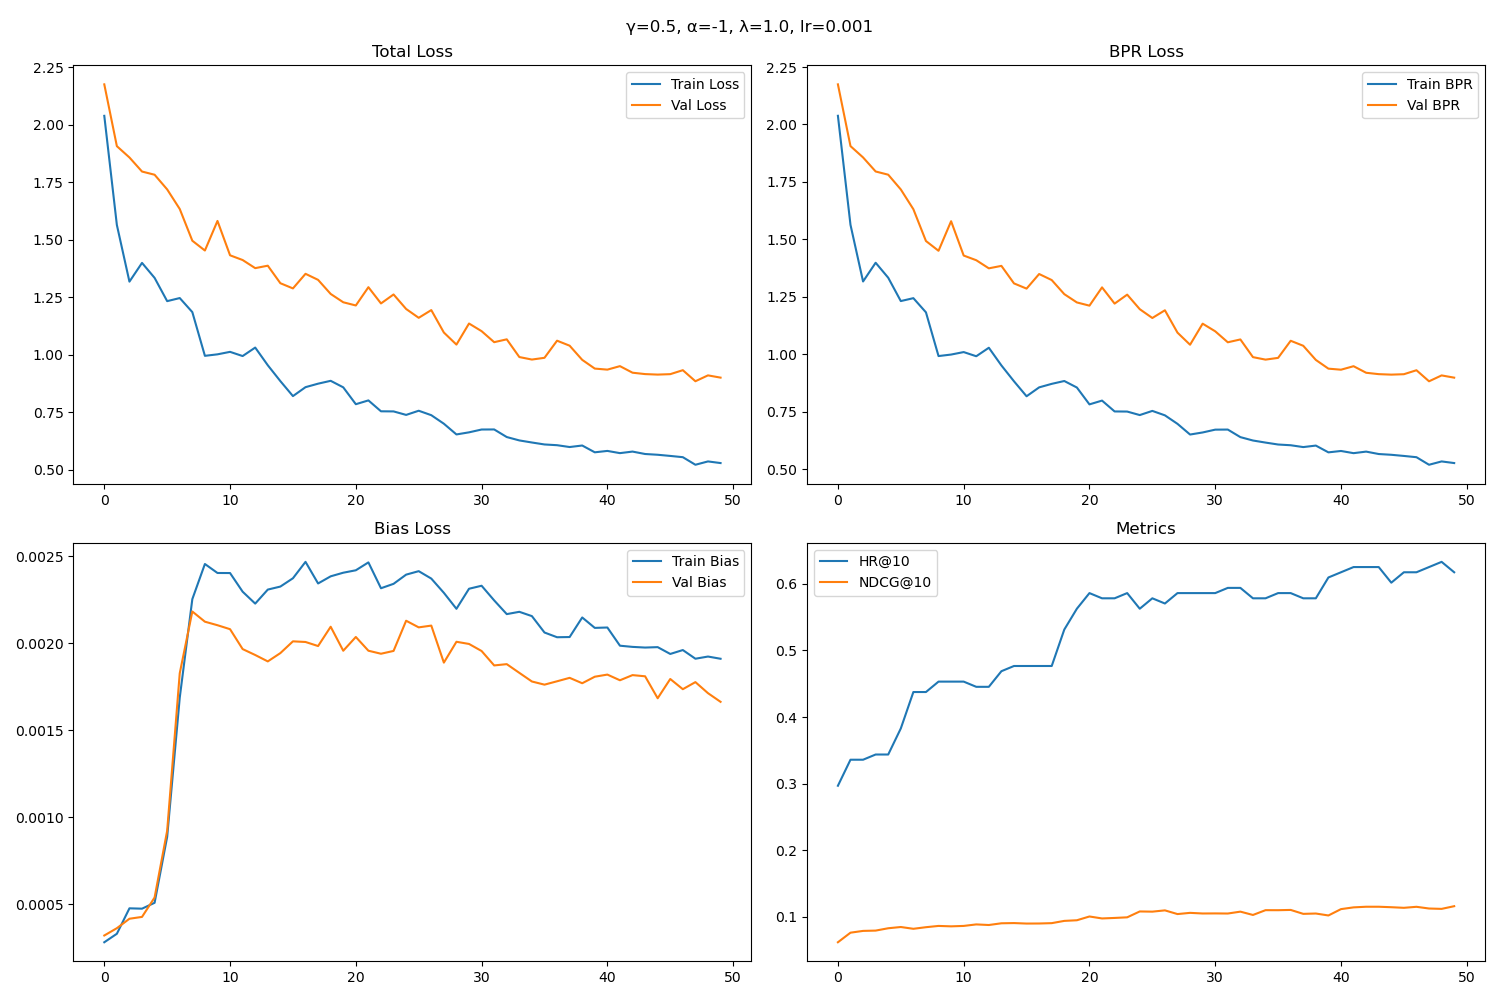 γ=0.5, α=-1, λ=1.0, lr=0.001
Total Loss
2.25
2.00
1.75
1.50
1.25
1.00
0.75
0.50
0 10 20 30 40 50
Train Loss
Val Loss
BPR Loss
2.25
2.00
1.75
1.50
1.25
1.00
0.75
0.50
0 10 20 30 40 50
Train BPR
Val BPR
Bias Loss
0.0025
0.0020
0.0015
0.0010
0.0005
0 10 20 30 40 50
Train Bias
Val Bias
Metrics
0.6
0.5
0.4
0.3
0.2
0.1
0 10 20 30 40 50
HR@10
NDCG@10